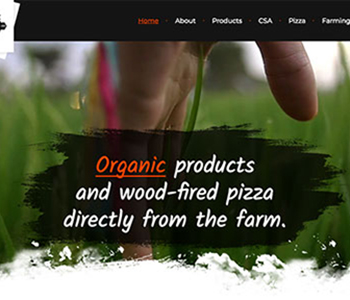 Home · About · Products · CSA · Pizza · Farming
Organic products
and wood-fired pizza
directly from the farm.